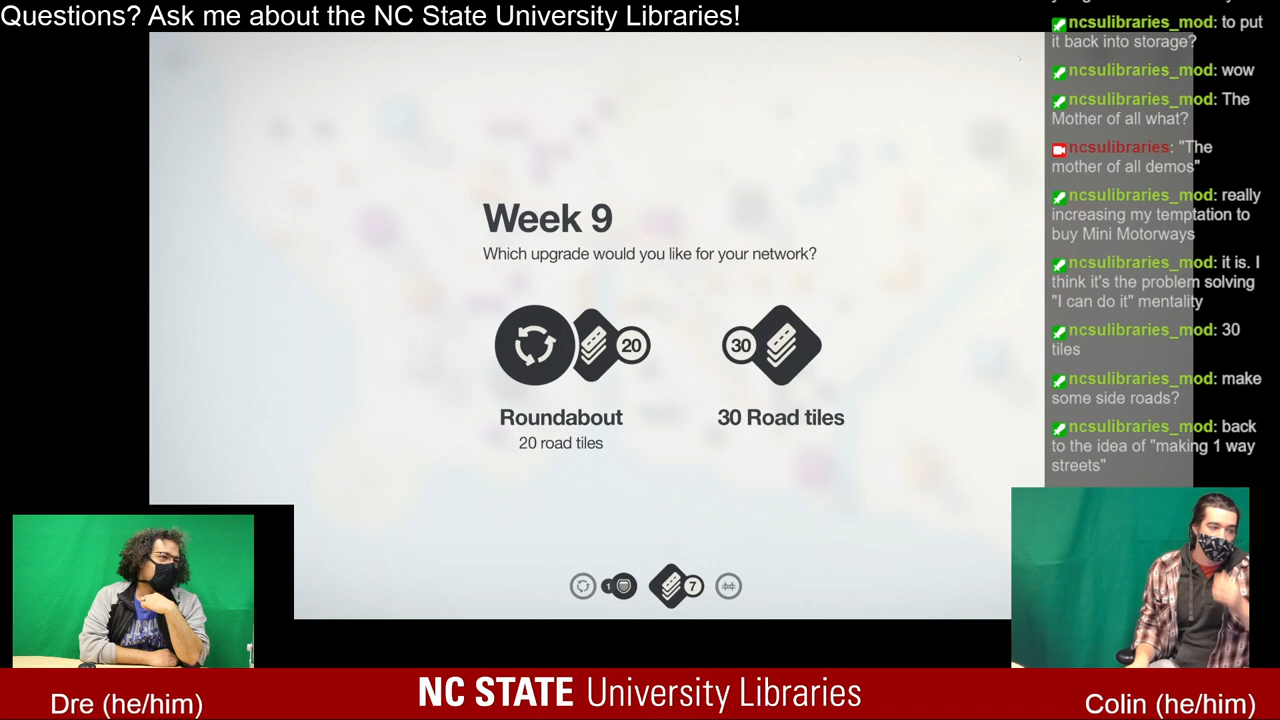 Questions? Ask me about the NC State University Libraries!
ncsulibraries_mod: to put
it back into storage?
ncsulibraries_mod: wow
ncsulibraries_mod: The
Mother of all what?
ncsulibraries: "The
mother of all demos"
ncsulibraries_mod: really
increasing my temptation to
buy Mini Motorways
ncsulibraries_mod: it is. I
think it's the problem solving
"I can do it" mentality
ncsulibraries_mod: 30
tiles
ncsulibraries_mod: make
some side roads?
ncsulibraries_mod: back
to the idea of "making 1 way
streets"
Week 9
Which upgrade would you like for your network?
20
30
Roundabout
20 road tiles
30 Road tiles
1
7
Dre (he/him)
NC STATE University Libraries
Colin (he/him)